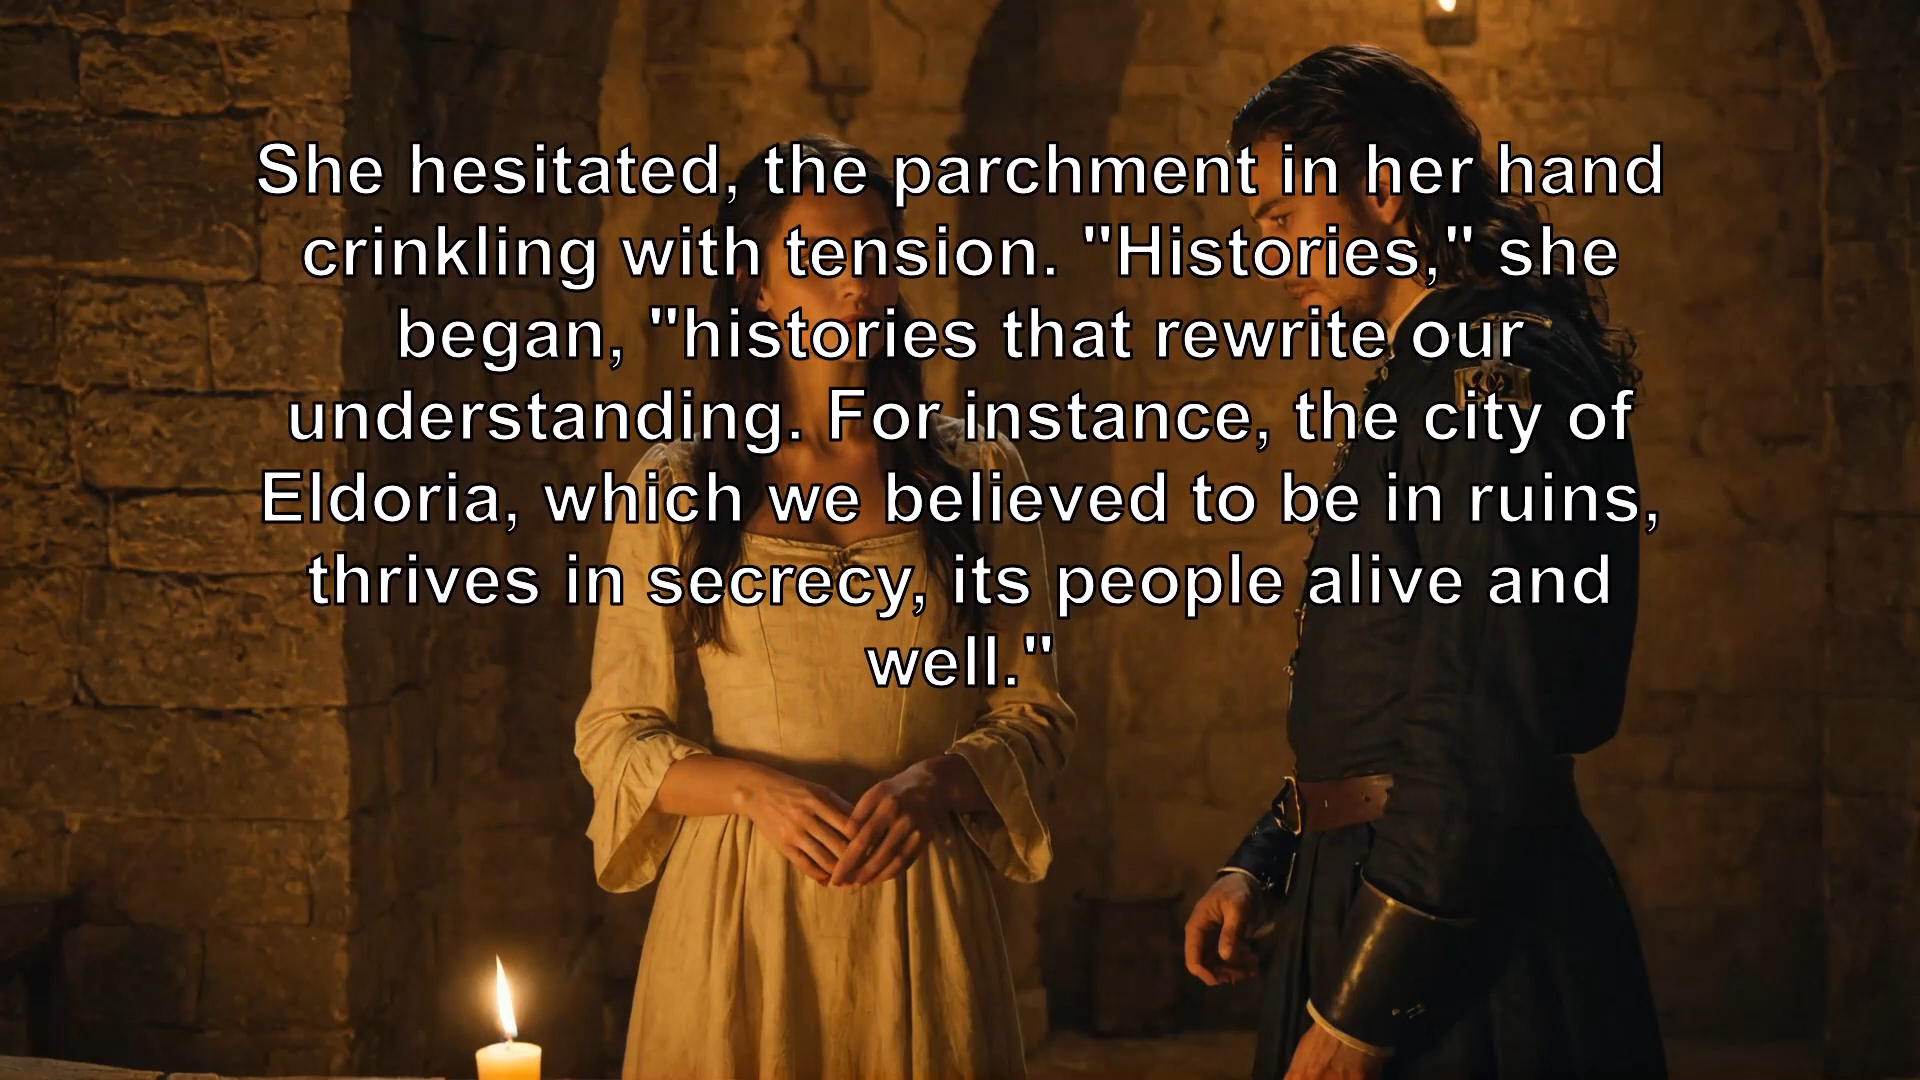 She hesitated, the parchment in her hand
crinkling with tension. "Histories," she
began, "histories that rewrite our
understanding. For instance, the city of
Eldoria, which we believed to be in ruins,
thrives in secrecy, its people alive and
well."